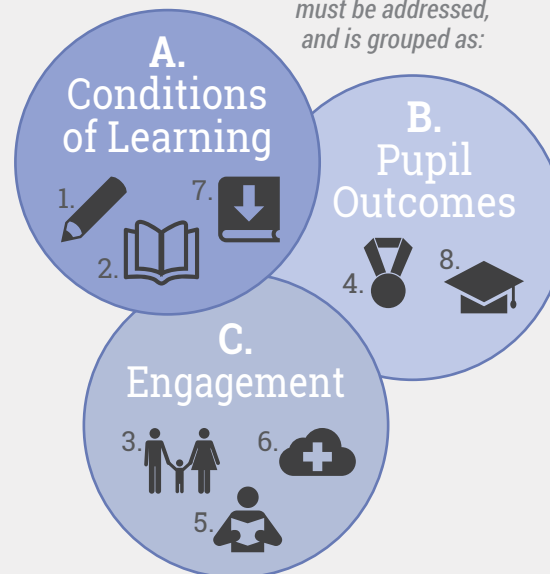 must be addressed,
and is grouped as:
A.
Conditions
of Learning
1.
7.
2.
B.
Pupil
Outcomes
4.
8.
C.
Engagement
3.
6.
5.